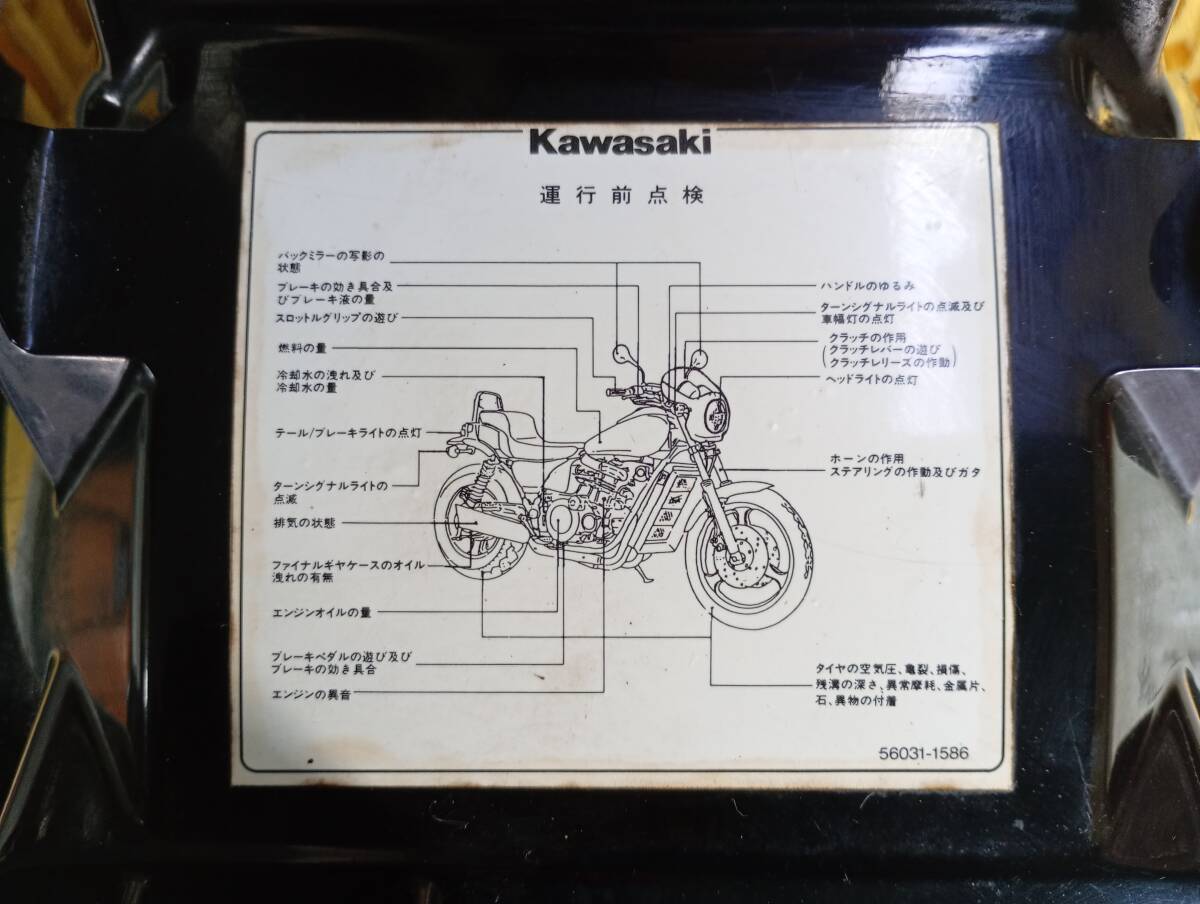 Kawasaki
運行前点検
バックミラーの写影の
状態
ブレーキの効き具合及
びブレーキ液の量
スロットルグリップの遊び
燃料の量
冷却水の洩れ及び
冷却水の量
テール/ブレーキライトの点灯
ターンシグナルライトの
点滅
排気の状態
ファイナルギヤケースのオイル
洩れの有無
エンジンオイルの量
ブレーキペダルの遊び及び
ブレーキの効き具合
エンジンの異音
ハンドルのゆるみ
ターンシグナルライトの点滅及び
車幅灯の点灯
クラッチの作用
(クラッチレバーの遊び
クラッチレリーズの作動)
ヘッドライトの点灯
ホーンの作用
ステアリングの作動及びガタ
タイヤの空気圧、亀裂、損傷、
残溝の深さ、異常摩耗、金属片、
石、異物の付着
56031-1586